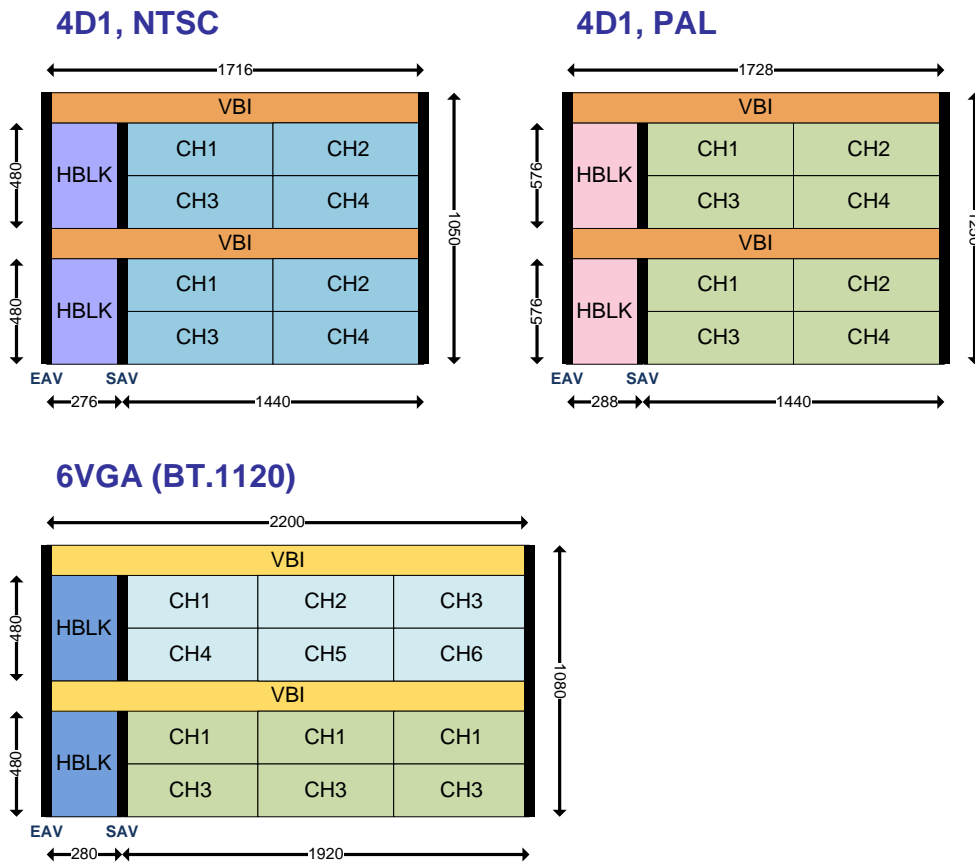 4D1, NTSC
1716
VBI
480
HBLK
CH1
CH2
CH3
CH4
1050
VBI
480
HBLK
CH1
CH2
CH3
CH4
EAV
SAV
276
1440
4D1, PAL
1728
VBI
576
HBLK
CH1
CH2
CH3
CH4
1250
VBI
576
HBLK
CH1
CH2
CH3
CH4
EAV
SAV
288
1440
6VGA (BT.1120)
2200
VBI
480
HBLK
CH1
CH2
CH3
CH4
CH5
CH6
1080
VBI
480
HBLK
CH1
CH1
CH1
CH3
CH3
CH3
EAV
SAV
280
1920